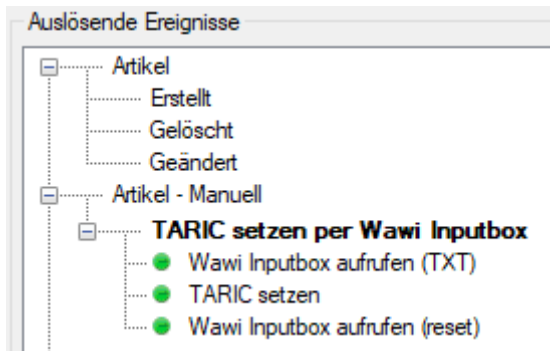 Auslösende Ereignisse
Artikel
Erstellt
Gelöscht
Geändert
Artikel - Manuell
TARIC setzen per Wawi Inputbox
Wawi Inputbox aufrufen (TXT)
TARIC setzen
Wawi Inputbox aufrufen (reset)